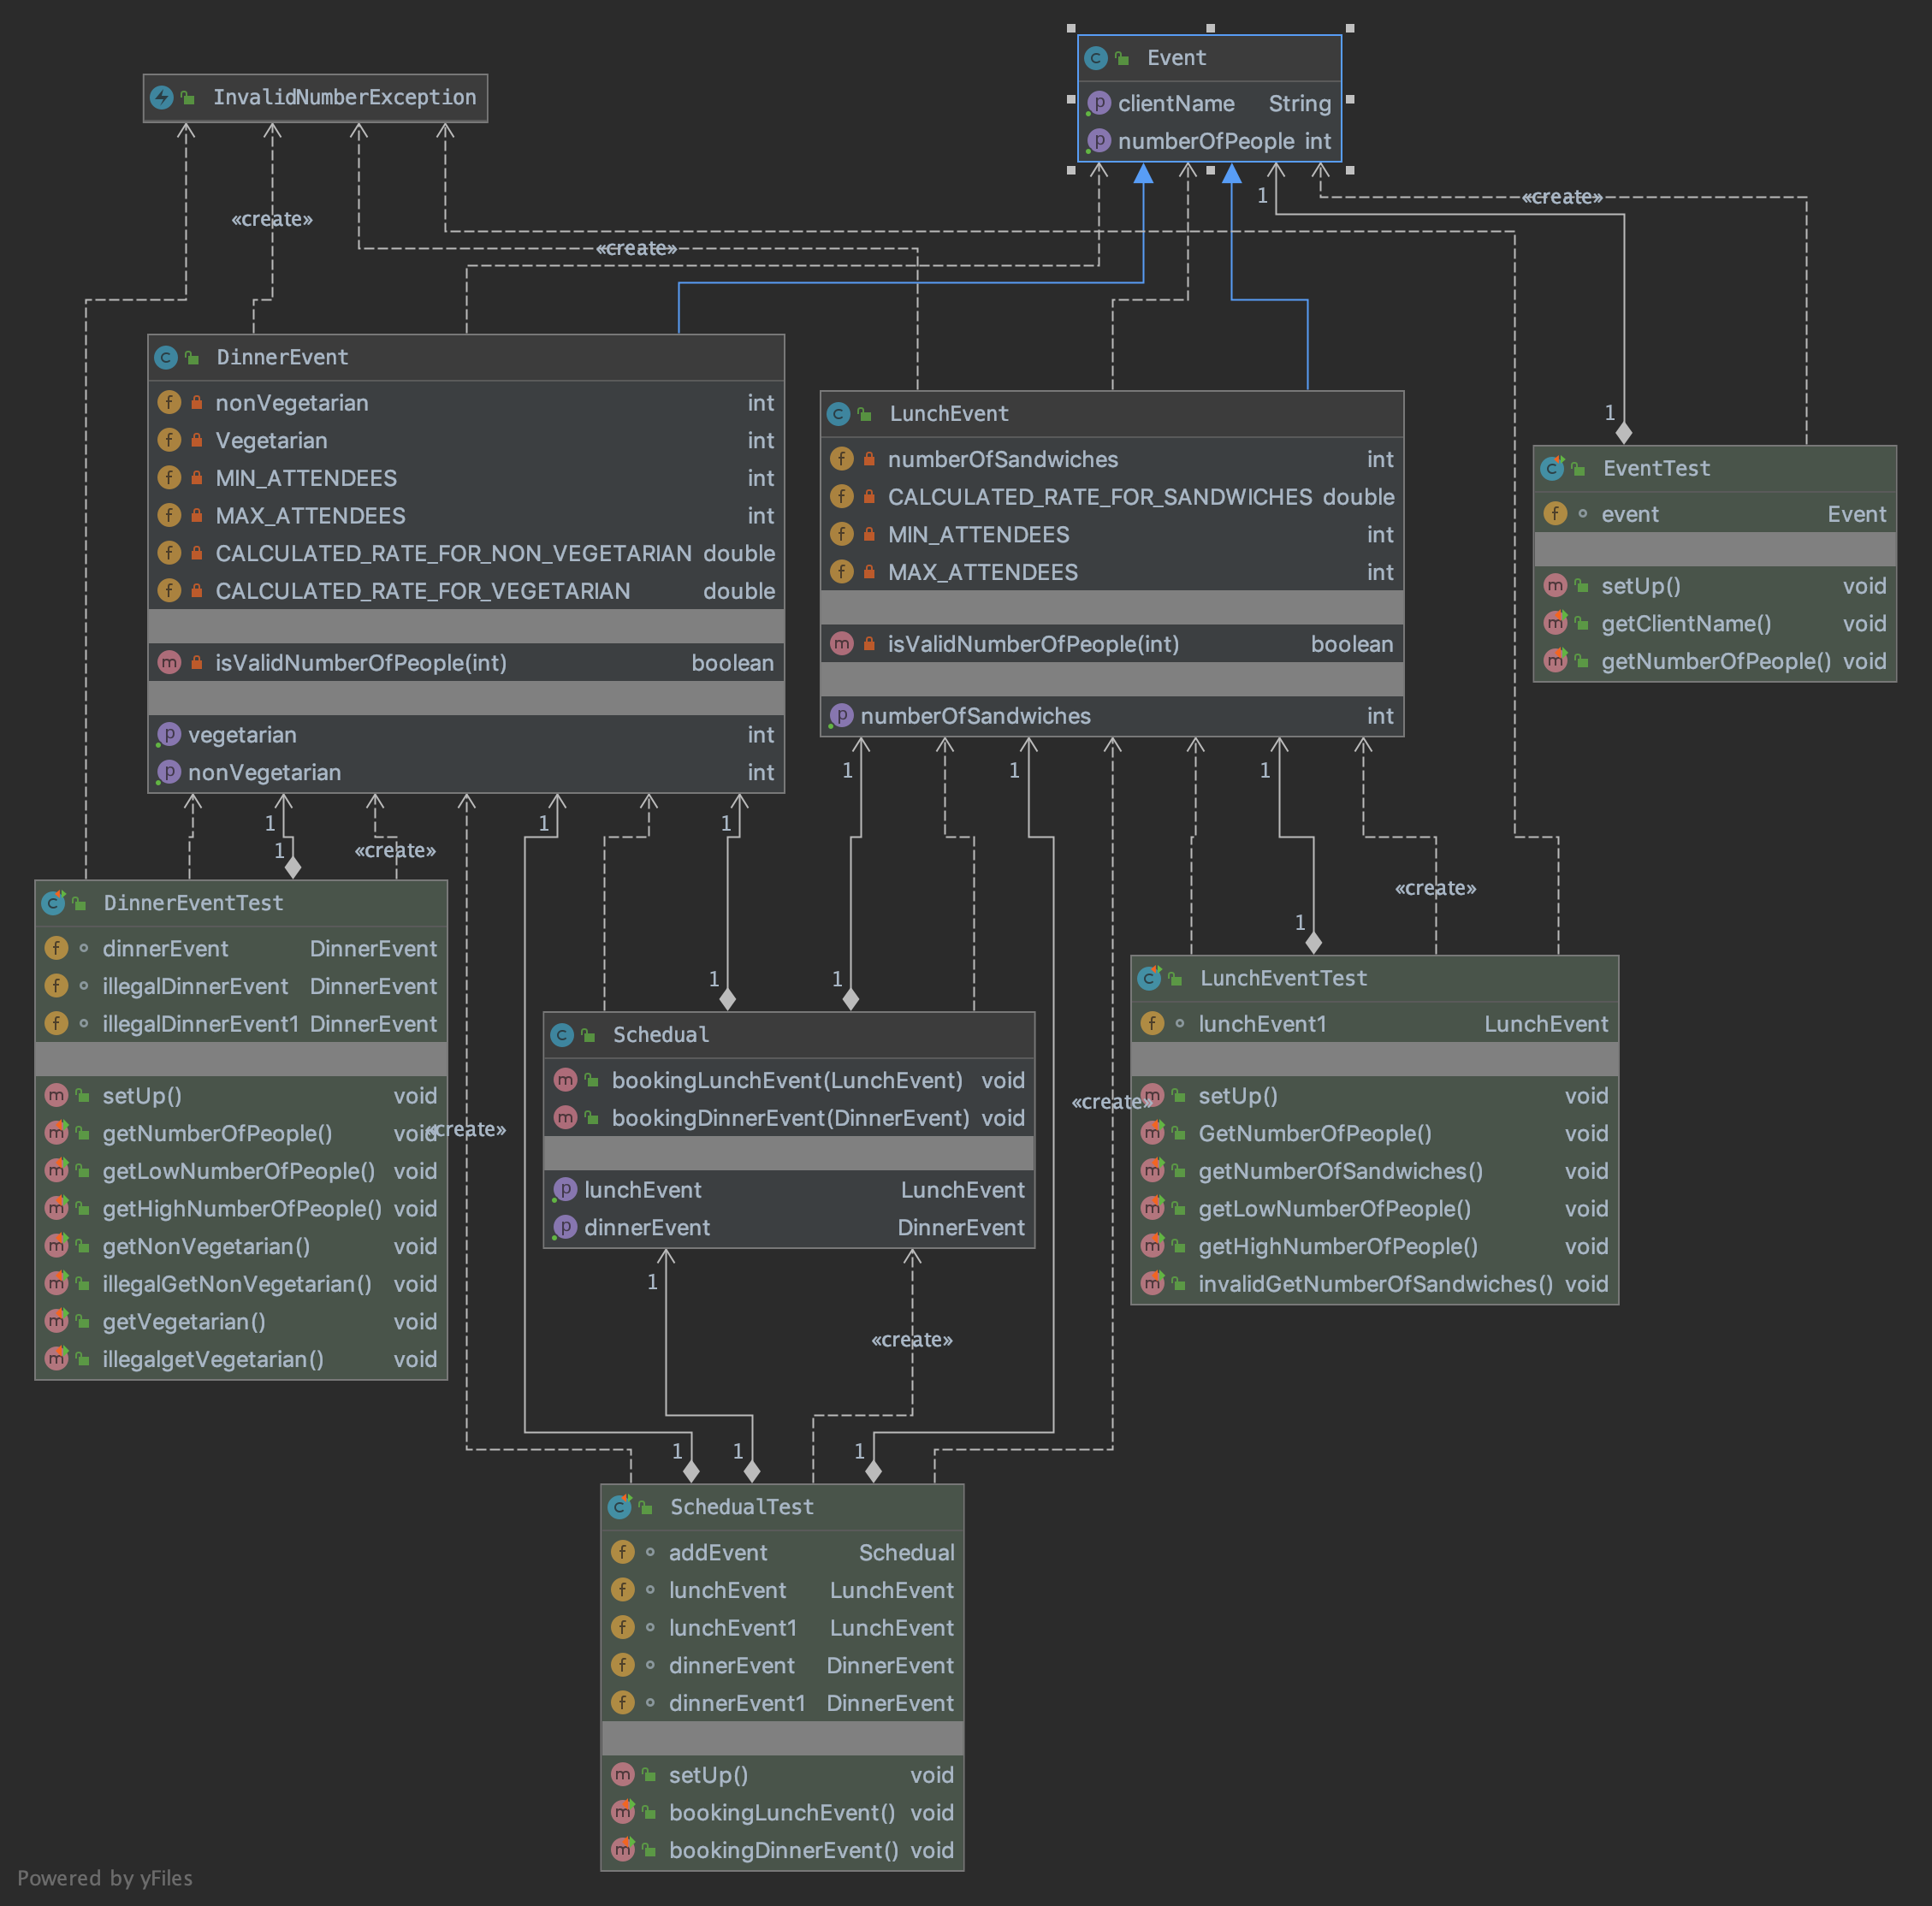 Event
clientName String
numberOfPeople int
InvalidNumberException
1
«create»
«create»
«create»
DinnerEvent
nonVegetarian int
Vegetarian int
MIN_ATTENDEES int
MAX_ATTENDEES int
CALCULATED_RATE_FOR_NON_VEGETARIAN double
CALCULATED_RATE_FOR_VEGETARIAN double
isValidNumberOfPeople(int) boolean
vegetarian int
nonVegetarian int
LunchEvent
numberOfSandwiches int
CALCULATED_RATE_FOR_SANDWICHES double
MIN_ATTENDEES int
MAX_ATTENDEES int
isValidNumberOfPeople(int) boolean
numberOfSandwiches int
1
EventTest
event Event
setUp() void
getClientName() void
getNumberOfPeople() void
1
1
1
1
1
1
1
«create»
«create»
1
1
1
DinnerEventTest
dinnerEvent DinnerEvent
illegalDinnerEvent DinnerEvent
illegalDinnerEvent1 DinnerEvent
setUp() void
getNumberOfPeople() void
getLowNumberOfPeople() void
getHighNumberOfPeople() void
getNonVegetarian() void
illegalGetNonVegetarian() void
getVegetarian() void
illegalgetVegetarian() void
«create»
Schedual
bookingLunchEvent(LunchEvent) void
bookingDinnerEvent(DinnerEvent) void
lunchEvent LunchEvent
dinnerEvent DinnerEvent
«create»
LunchEventTest
lunchEvent1 LunchEvent
setUp() void
GetNumberOfPeople() void
getNumberOfSandwiches() void
getLowNumberOfPeople() void
getHighNumberOfPeople() void
invalidGetNumberOfSandwiches() void
1
«create»
1
1
1
SchedualTest
addEvent Schedual
lunchEvent LunchEvent
lunchEvent1 LunchEvent
dinnerEvent DinnerEvent
dinnerEvent1 DinnerEvent
setUp() void
bookingLunchEvent() void
bookingDinnerEvent() void
Powered by yFiles